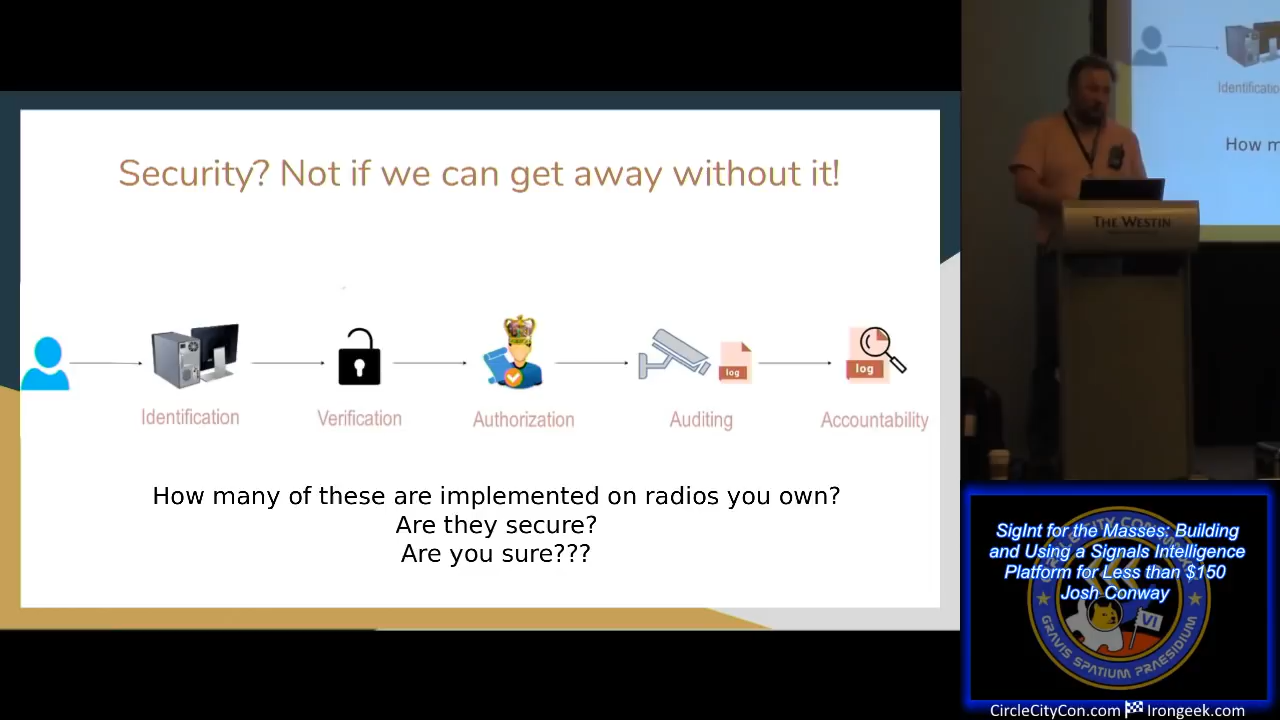 Security? Not if we can get away without it!
Identification
Verification
Authorization
log
Auditing
log
Accountability
How many of these are implemented on radios you own?
Are they secure?
Are you sure???
Identificatio
How m
THE WESTIN
SigInt for the Masses: Building
and Using a Signals Intelligence
Platform for Less than $150
Josh Conway
CIRCLE CITY CON
VI
GRAVIS SPATIUM PRAESIDIUM
CircleCityCon.com Irongeek.com